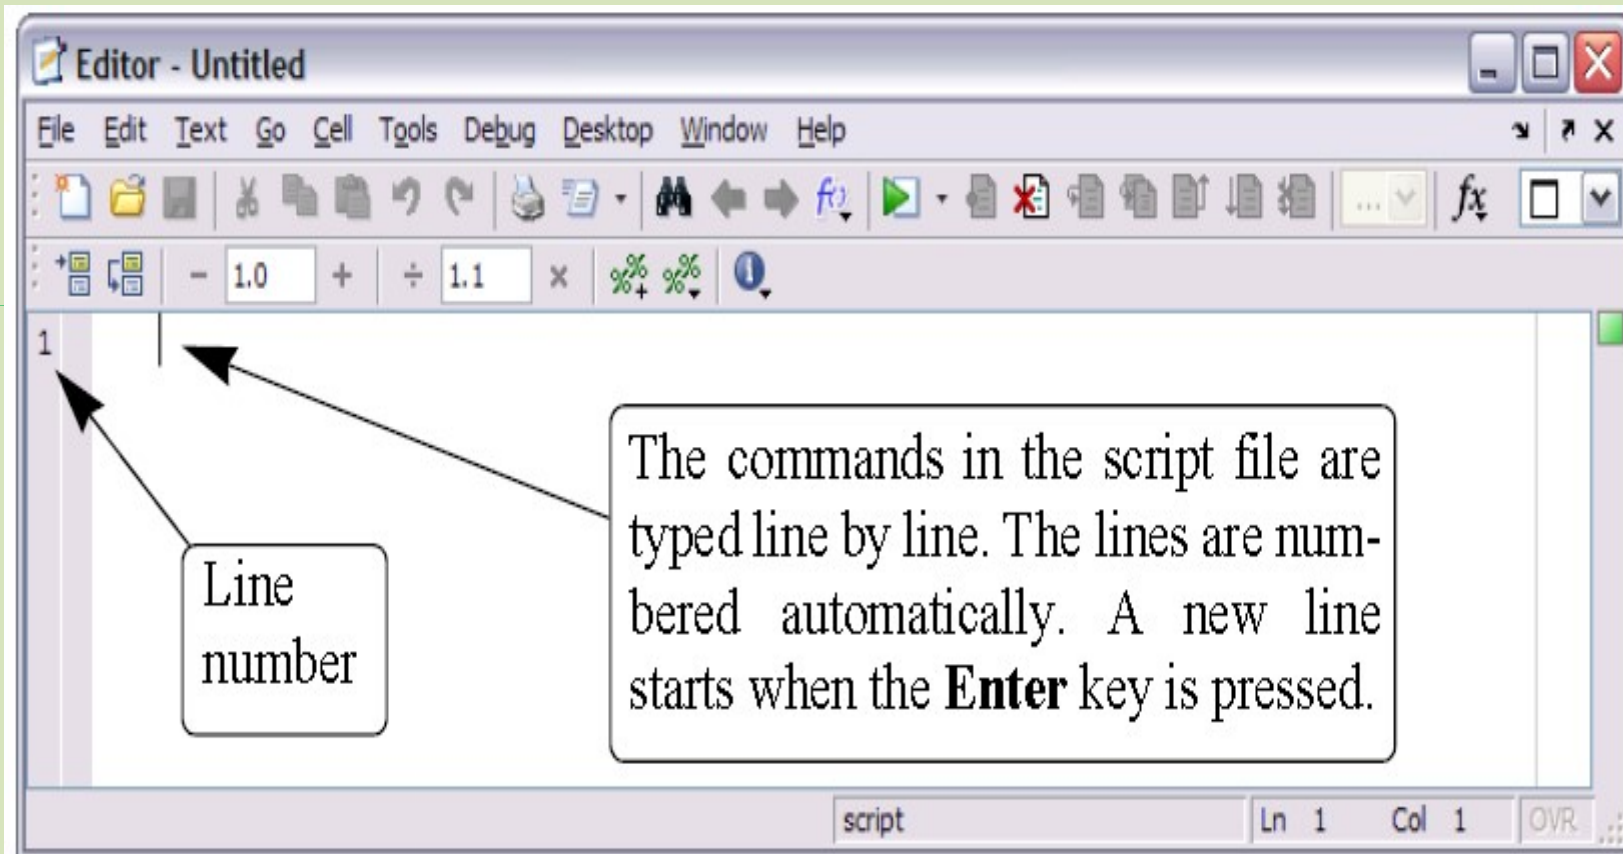 Editor - Untitled
File Edit Text Go Cell Tools Debug Desktop Window Help
... fx
- 1.0 + ÷ 1.1 ×
1
The commands in the script file are
typed line by line. The lines are num-
bered automatically. A new line
starts when the Enter key is pressed.
Line
number
script Ln 1 Col 1 OVR